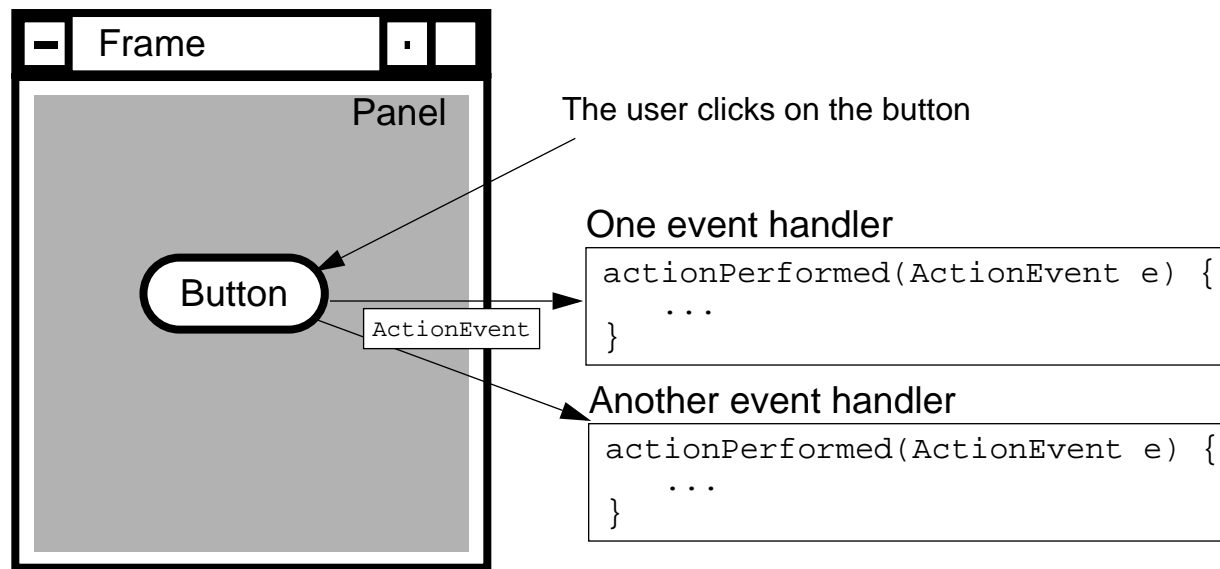 Frame
Panel
The user clicks on the button
One event handler
actionPerformed(ActionEvent e) {
...
}
Button
ActionEvent
Another event handler
actionPerformed(ActionEvent e) {
...
}